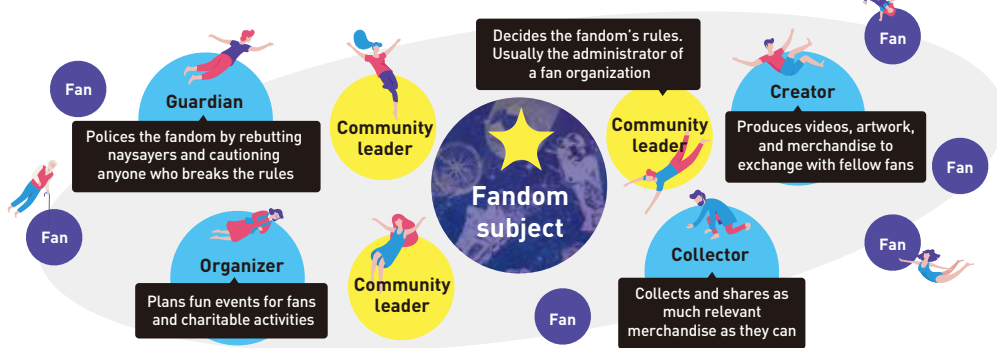 Fan
Guardian
Polices the fandom by rebutting
naysayers and cautioning
anyone who breaks the rules
Fan
Organizer
Plans fun events for fans
and charitable activities
Community
leader
Community
leader
Decides the fandom's rules.
Usually the administrator of
a fan organization
Fandom
subject
Community
leader
Fan
Creator
Produces videos, artwork,
and merchandise to
exchange with fellow fans
Fan
Collector
Collects and shares as
much relevant
merchandise as they can
Fan
Fan